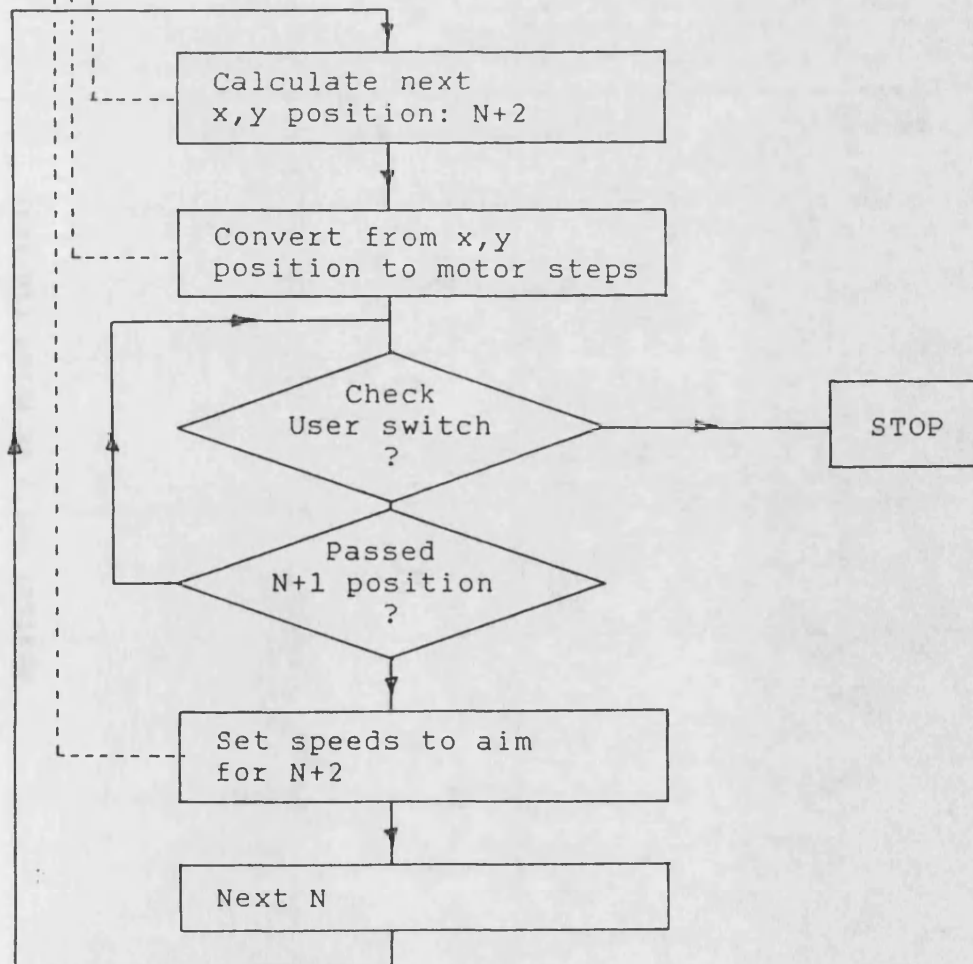 Calculate next
x,y position: N+2
Convert from x,y
position to motor steps
Check
User switch
?
STOP
Passed
N+1 position
?
Set speeds to aim
for N+2
Next N